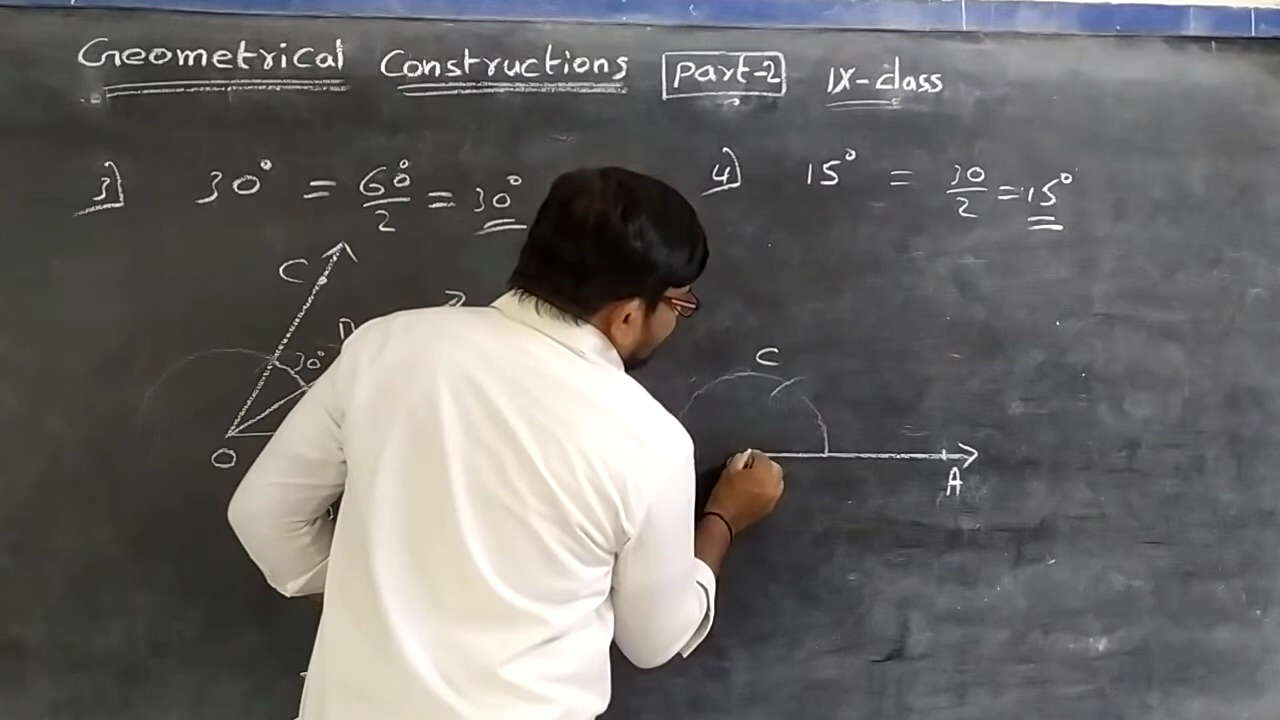 Geometrical Constructions Part-2 IX-class
3] 30° = 60°/2 = 30°
4] 15° = 30/2 = 15°
C
30°
O
C
A